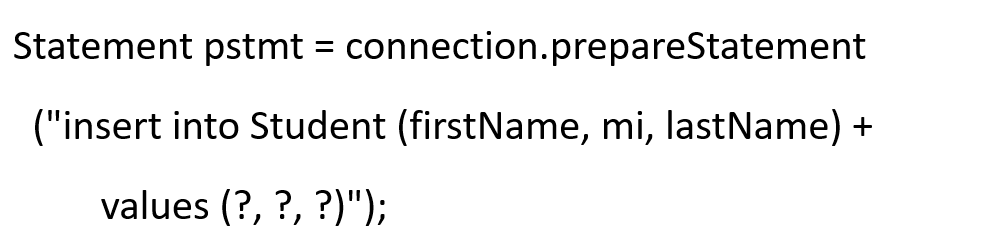 Statement pstmt = connection.prepareStatement
("insert into Student (firstName, mi, lastName) +
values (?, ?, ?)");